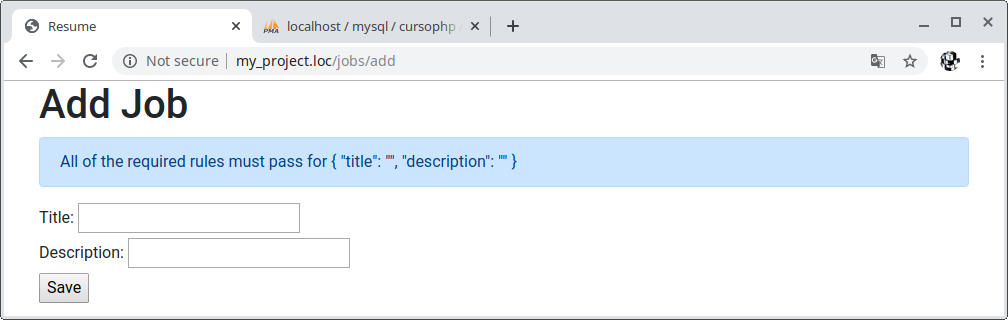 Resume
localhost / mysql / cursophp
Not secure | my_project.loc/jobs/add
Add Job
All of the required rules must pass for { "title": "", "description": "" }
Title:
Description:
Save